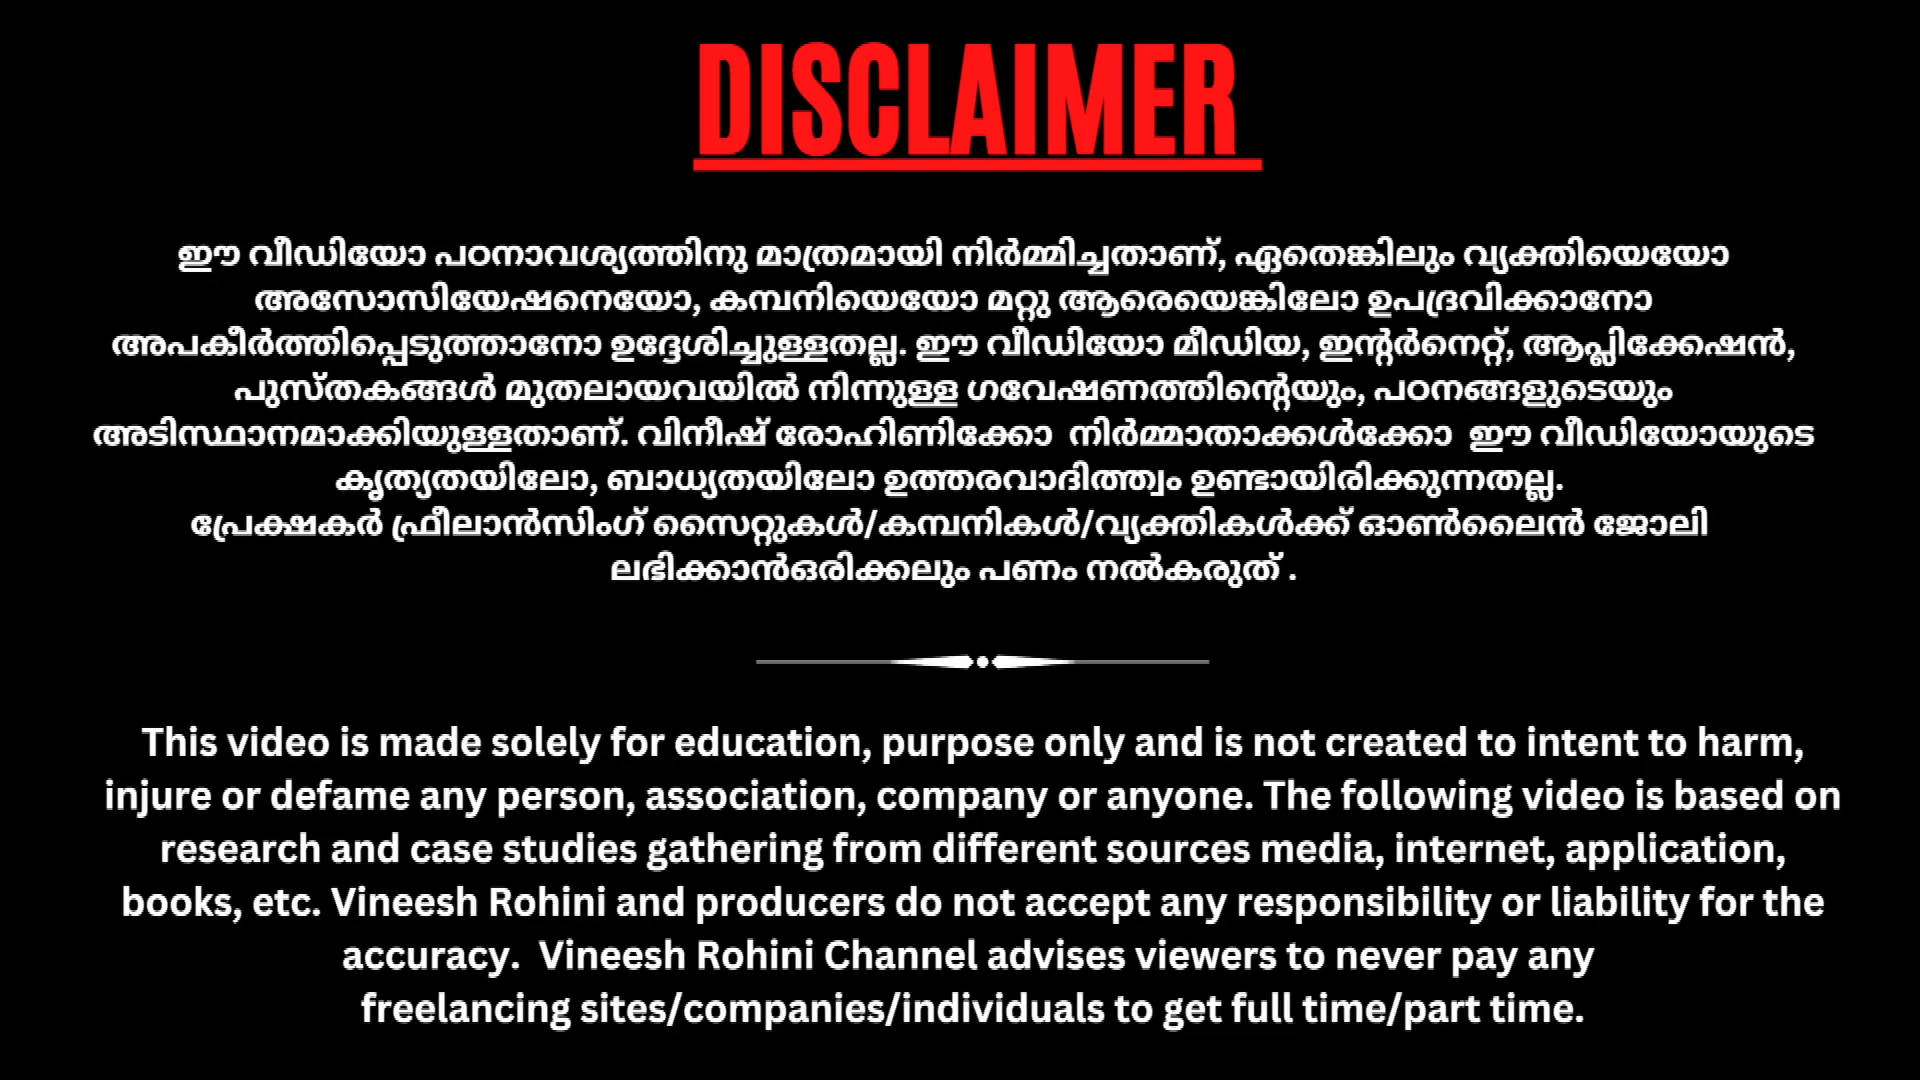 DISCLAIMER
ഈ വീഡിയോ പഠനാവശ്യത്തിനു മാത്രമായി നിർമ്മിച്ചതാണ്, ഏതെങ്കിലും വ്യക്തിയെയോ
അസോസിയേഷനെയോ, കമ്പനിയെയോ മറ്റു ആരെയെങ്കിലോ ഉപദ്രവിക്കാനോ
അപകീർത്തിപ്പെടുത്താനോ ഉദ്ദേശിച്ചുള്ളതല്ല. ഈ വീഡിയോ മീഡിയ, ഇന്റർനെറ്റ്, ആപ്ലിക്കേഷൻ,
പുസ്തകങ്ങൾ മുതലായവയിൽ നിന്നുള്ള ഗവേഷണത്തിന്റെയും, പഠനങ്ങളുടെയും
അടിസ്ഥാനമാക്കിയുള്ളതാണ്. വിനീഷ് രോഹിണിക്കോ നിർമ്മാതാക്കൾക്കോ ഈ വീഡിയോയുടെ
കൃത്യതയിലോ, ബാധ്യതയിലോ ഉത്തരവാദിത്ത്വം ഉണ്ടായിരിക്കുന്നതല്ല.
പ്രേക്ഷകർ ഫ്രീലാൻസിംഗ് സൈറ്റുകൾ/കമ്പനികൾ/വ്യക്തികൾക്ക് ഓൺലൈൻ ജോലി
ലഭിക്കാൻഒരിക്കലും പണം നൽകരുത് .
This video is made solely for education, purpose only and is not created to intent to harm,
injure or defame any person, association, company or anyone. The following video is based on
research and case studies gathering from different sources media, internet, application,
books, etc. Vineesh Rohini and producers do not accept any responsibility or liability for the
accuracy. Vineesh Rohini Channel advises viewers to never pay any
freelancing sites/companies/individuals to get full time/part time.